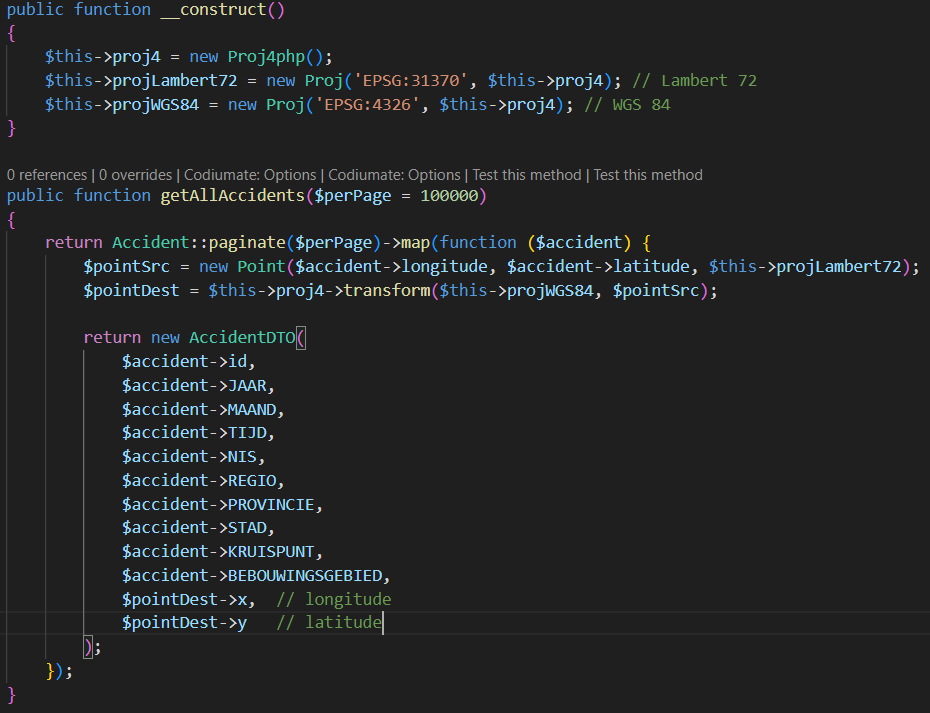 public function __construct()
{
    $this->proj4 = new Proj4php();
    $this->projLambert72 = new Proj('EPSG:31370', $this->proj4); // Lambert 72
    $this->projWGS84 = new Proj('EPSG:4326', $this->proj4); // WGS 84
}
0 references | 0 overrides | Codiumate: Options | Codiumate: Options | Test this method | Test this method
public function getAllAccidents($perPage = 100000)
{
    return Accident::paginate($perPage)->map(function ($accident) {
        $pointSrc = new Point($accident->longitude, $accident->latitude, $this->projLambert72);
        $pointDest = $this->proj4->transform($this->projWGS84, $pointSrc);
        return new AccidentDTO(
            $accident->id,
            $accident->JAAR,
            $accident->MAAND,
            $accident->TIJD,
            $accident->NIS,
            $accident->REGIO,
            $accident->PROVINCIE,
            $accident->STAD,
            $accident->KRUISPUNT,
            $accident->BEBOUWINGSGEBIED,
            $pointDest->x,  // longitude
            $pointDest->y   // latitude
        );
    });
}